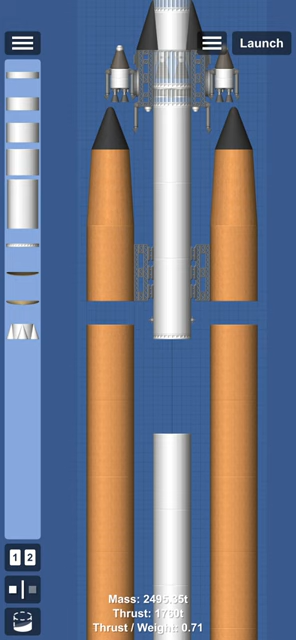 Launch
1 2
Mass: 2495.35t
Thrust: 1760t
Thrust / Weight: 0.71